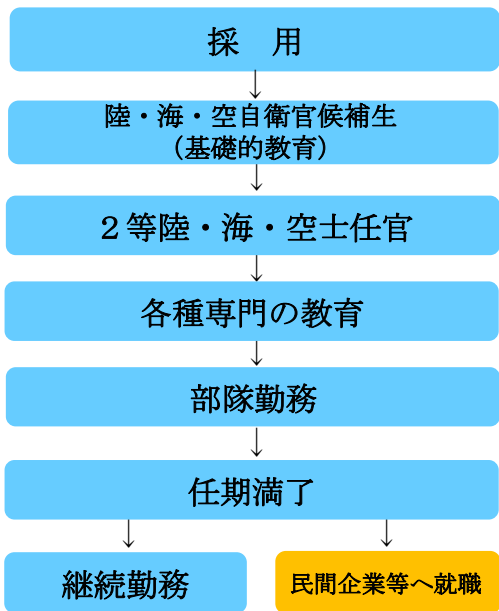 採　用
陸・海・空自衛官候補生
（基礎的教育）
２等陸・海・空士任官
各種専門の教育
部隊勤務
任期満了
継続勤務
民間企業等へ就職